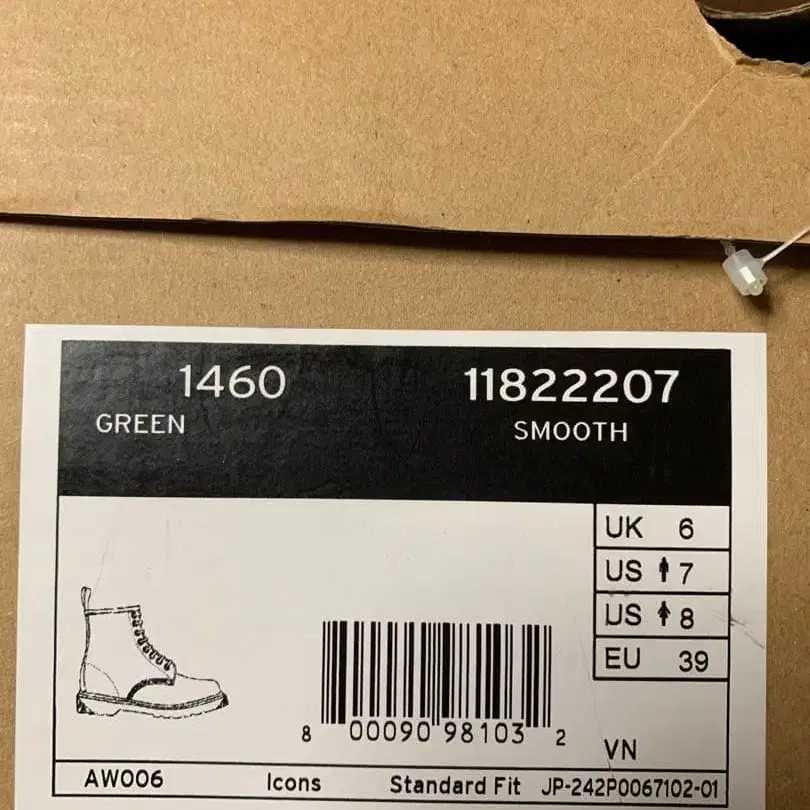 1460 11822207
GREEN SMOOTH
UK 6
US 7
US 8
EU 39
8 00090 98103 2
VN
AW006 Icons Standard Fit JP-242P0067102-01